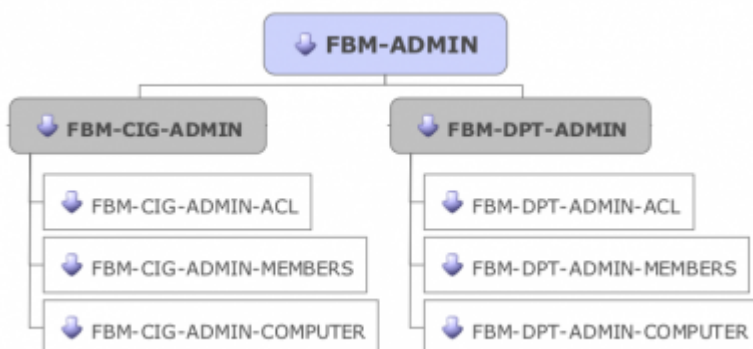 FBM-ADMIN
FBM-CIG-ADMIN
FBM-DPT-ADMIN
FBM-CIG-ADMIN-ACL
FBM-DPT-ADMIN-ACL
FBM-CIG-ADMIN-MEMBERS
FBM-DPT-ADMIN-MEMBERS
FBM-CIG-ADMIN-COMPUTER
FBM-DPT-ADMIN-COMPUTER